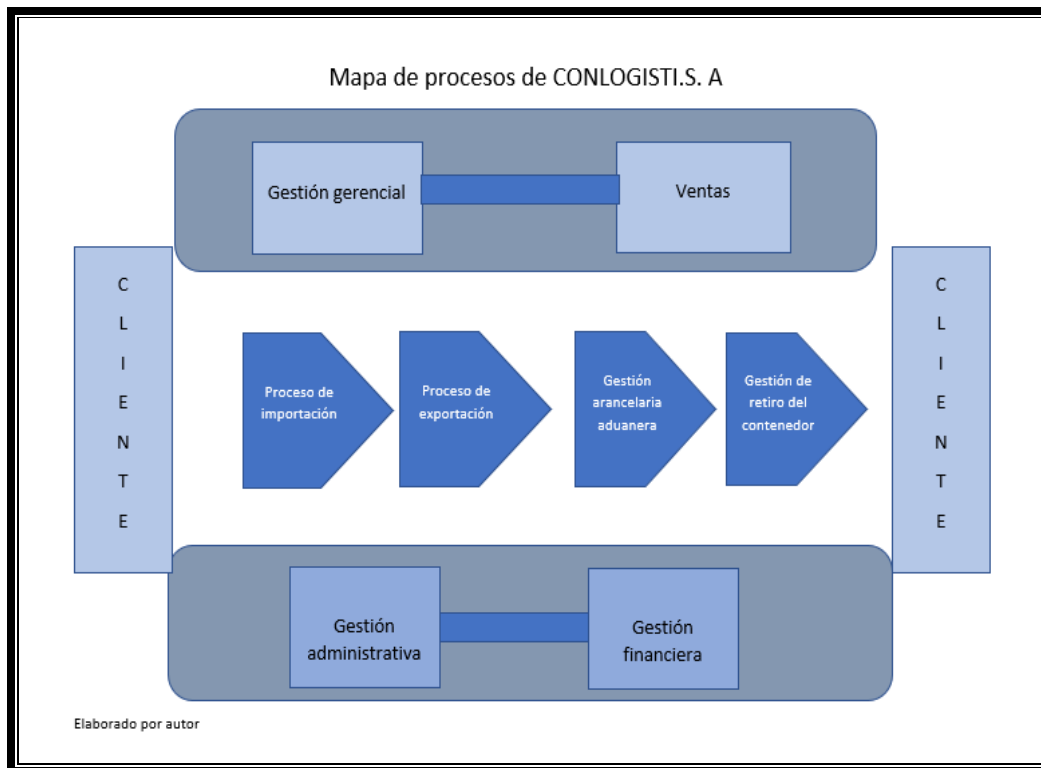 Mapa de procesos de CONLOGISTI.S. A
Gestión gerencial
Ventas
C
L
I
E
N
T
E
Proceso de
importación
Proceso de
exportación
Gestión
arancelaria
aduanera
Gestión de
retiro del
contenedor
C
L
I
E
N
T
E
Gestión
administrativa
Gestión
financiera
Elaborado por autor